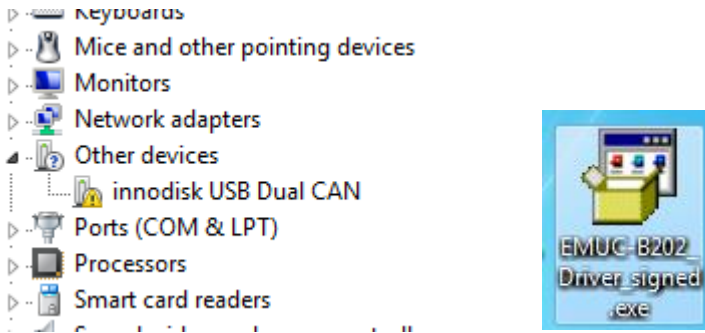 Keyboards
Mice and other pointing devices
Monitors
Network adapters
Other devices
innodisk USB Dual CAN
Ports (COM & LPT)
Processors
Smart card readers
EMUC-B202_
Driver_signed
.exe